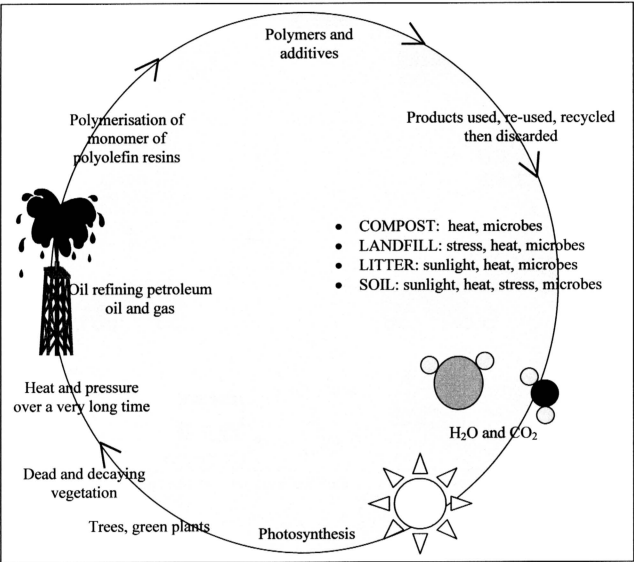 Polymers and
additives
Products used, re-used, recycled
then discarded
• COMPOST: heat, microbes
• LANDFILL: stress, heat, microbes
• LITTER: sunlight, heat, microbes
• SOIL: sunlight, heat, stress, microbes
H₂O and CO₂
Photosynthesis
Trees, green plants
Dead and decaying
vegetation
Heat and pressure
over a very long time
Oil refining petroleum
oil and gas
Polymerisation of
monomer of
polyolefin resins